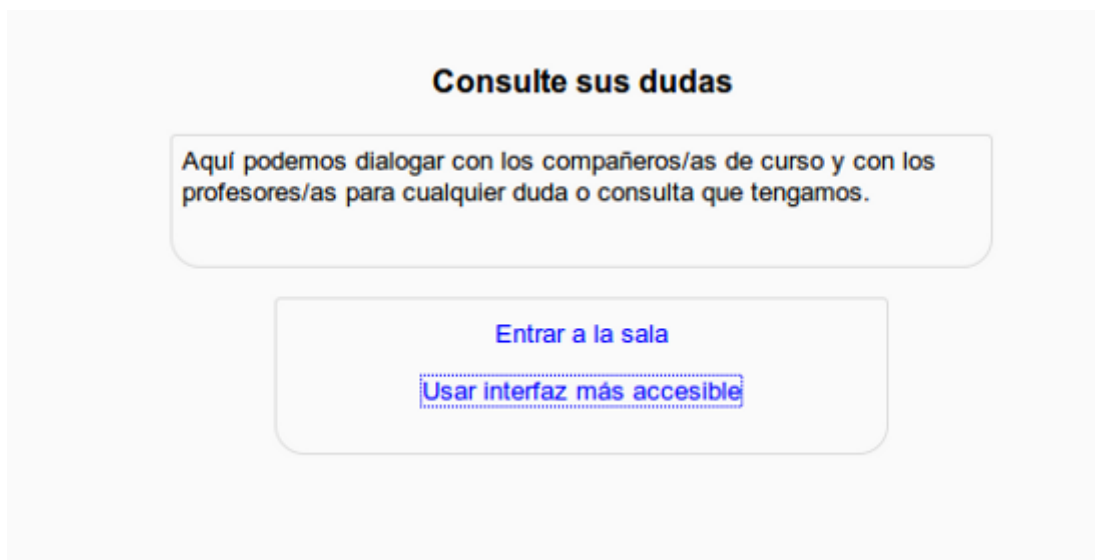 Consulte sus dudas
Aquí podemos dialogar con los compañeros/as de curso y con los
profesores/as para cualquier duda o consulta que tengamos.
Entrar a la sala
Usar interfaz más accesible